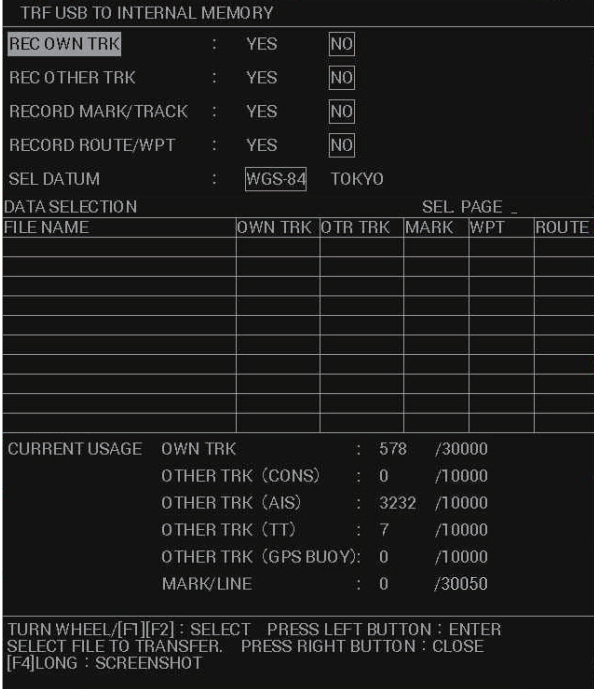 TRF USB TO INTERNAL MEMORY
REC OWN TRK : YES NO
REC OTHER TRK : YES NO
RECORD MARK/TRACK : YES NO
RECORD ROUTE/WPT : YES NO
SEL DATUM : WGS-84 TOKYO
DATA SELECTION SEL. PAGE _
FILE NAME OWN TRK OTR TRK MARK WPT ROUTE
CURRENT USAGE OWN TRK : 578 /30000
OTHER TRK (CONS) : 0 /10000
OTHER TRK (AIS) : 3232 /10000
OTHER TRK (TT) : 7 /10000
OTHER TRK (GPS BUOY): 0 /10000
MARK/LINE : 0 /30050
TURN WHEEL/[F1][F2] : SELECT PRESS LEFT BUTTON : ENTER
SELECT FILE TO TRANSFER. PRESS RIGHT BUTTON : CLOSE
[F4]LONG : SCREENSHOT